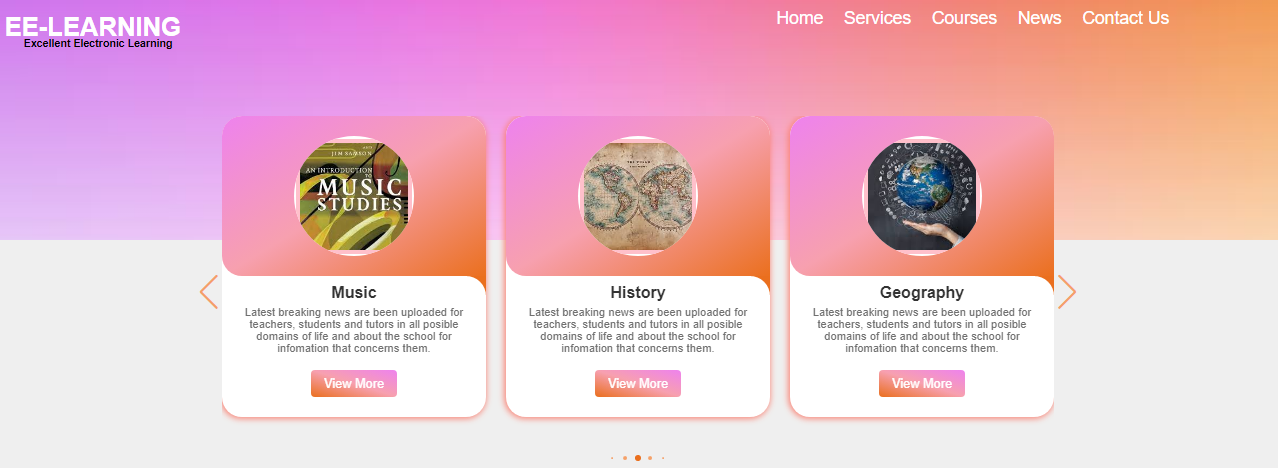 EE-LEARNING
Excellent Electronic Learning
Home Services Courses News Contact Us
JIM SAMSON
AN INTRODUCTION
TO
MUSIC
STUDIES
Music
Latest breaking news are been uploaded for
teachers, students and tutors in all posible
domains of life and about the school for
infomation that concerns them.
View More
History
Latest breaking news are been uploaded for
teachers, students and tutors in all posible
domains of life and about the school for
infomation that concerns them.
View More
Geography
Latest breaking news are been uploaded for
teachers, students and tutors in all posible
domains of life and about the school for
infomation that concerns them.
View More